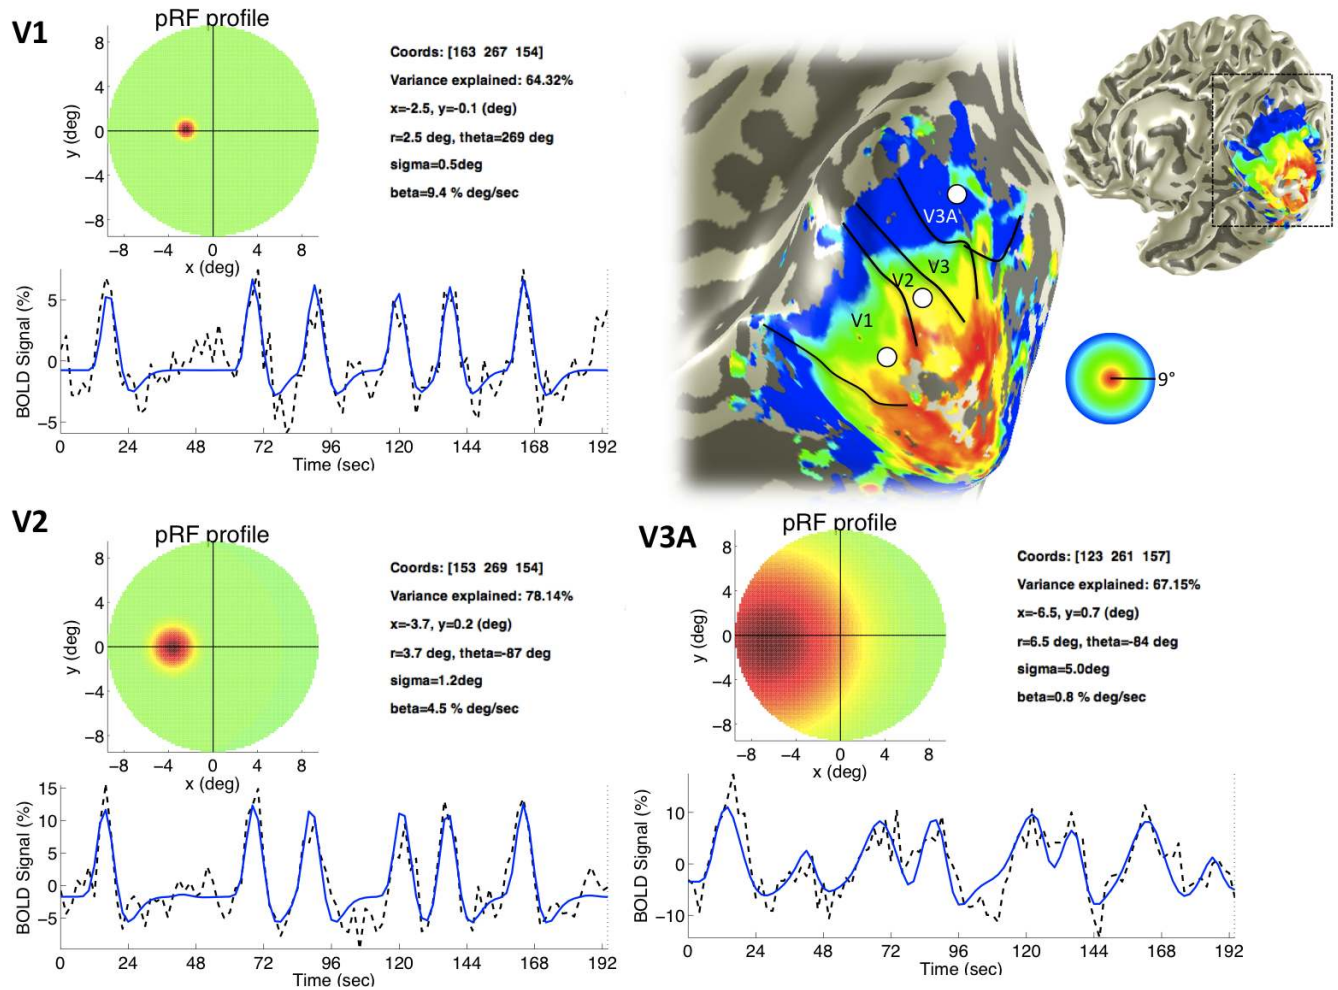 V1
pRF profile
8
4
0
−4
−8
y (deg)
−8 −4 0 4 8
x (deg)
Coords: [163 267 154]
Variance explained: 64.32%
x=-2.5, y=-0.1 (deg)
r=2.5 deg, theta=269 deg
sigma=0.5deg
beta=9.4 % deg/sec
BOLD Signal (%)
5
0
−5
0 24 48 72 96 120 144 168 192
Time (sec)
V3A
V3
V2
V1
9°
V2
pRF profile
8
4
0
−4
−8
y (deg)
−8 −4 0 4 8
x (deg)
Coords: [153 269 154]
Variance explained: 78.14%
x=-3.7, y=0.2 (deg)
r=3.7 deg, theta=-87 deg
sigma=1.2deg
beta=4.5 % deg/sec
BOLD Signal (%)
15
10
5
0
−5
0 24 48 72 96 120 144 168 192
Time (sec)
V3A
pRF profile
8
4
0
−4
−8
y (deg)
−8 −4 0 4 8
x (deg)
Coords: [123 261 157]
Variance explained: 67.15%
x=-6.5, y=0.7 (deg)
r=6.5 deg, theta=-84 deg
sigma=5.0deg
beta=0.8 % deg/sec
BOLD Signal (%)
10
0
−10
0 24 48 72 96 120 144 168 192
Time (sec)